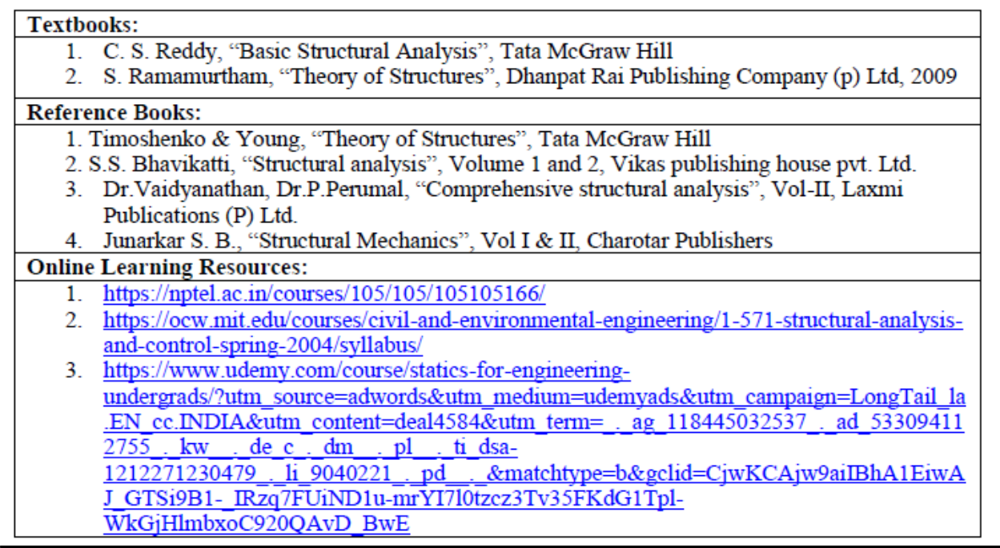 Textbooks:
1. C. S. Reddy, “Basic Structural Analysis”, Tata McGraw Hill
2. S. Ramamurtham, “Theory of Structures”, Dhanpat Rai Publishing Company (p) Ltd, 2009
Reference Books:
1. Timoshenko & Young, “Theory of Structures”, Tata McGraw Hill
2. S.S. Bhavikatti, “Structural analysis”, Volume 1 and 2, Vikas publishing house pvt. Ltd.
3. Dr.Vaidyanathan, Dr.P.Perumal, “Comprehensive structural analysis”, Vol-II, Laxmi
Publications (P) Ltd.
4. Junarkar S. B., “Structural Mechanics”, Vol I & II, Charotar Publishers
Online Learning Resources:
1. https://nptel.ac.in/courses/105/105/105105166/
2. https://ocw.mit.edu/courses/civil-and-environmental-engineering/1-571-structural-analysis-
and-control-spring-2004/syllabus/
3. https://www.udemy.com/course/statics-for-engineering-
undergrads/?utm_source=adwords&utm_medium=udemyads&utm_campaign=LongTail_la
.EN_cc.INDIA&utm_content=deal4584&utm_term=_._ag_118445032537_._ad_53309411
2755_._kw__._de_c_._dm__._pl__._ti_dsa-
1212271230479_._li_9040221_._pd__._&matchtype=b&gclid=CjwKCAjw9aiIBhA1EiwA
J_GTSi9B1-_IRzq7FUiND1u-mrYI7l0tzcz3Tv35FKdG1Tpl-
WkGjHlmbxoC920QAvD_BwE